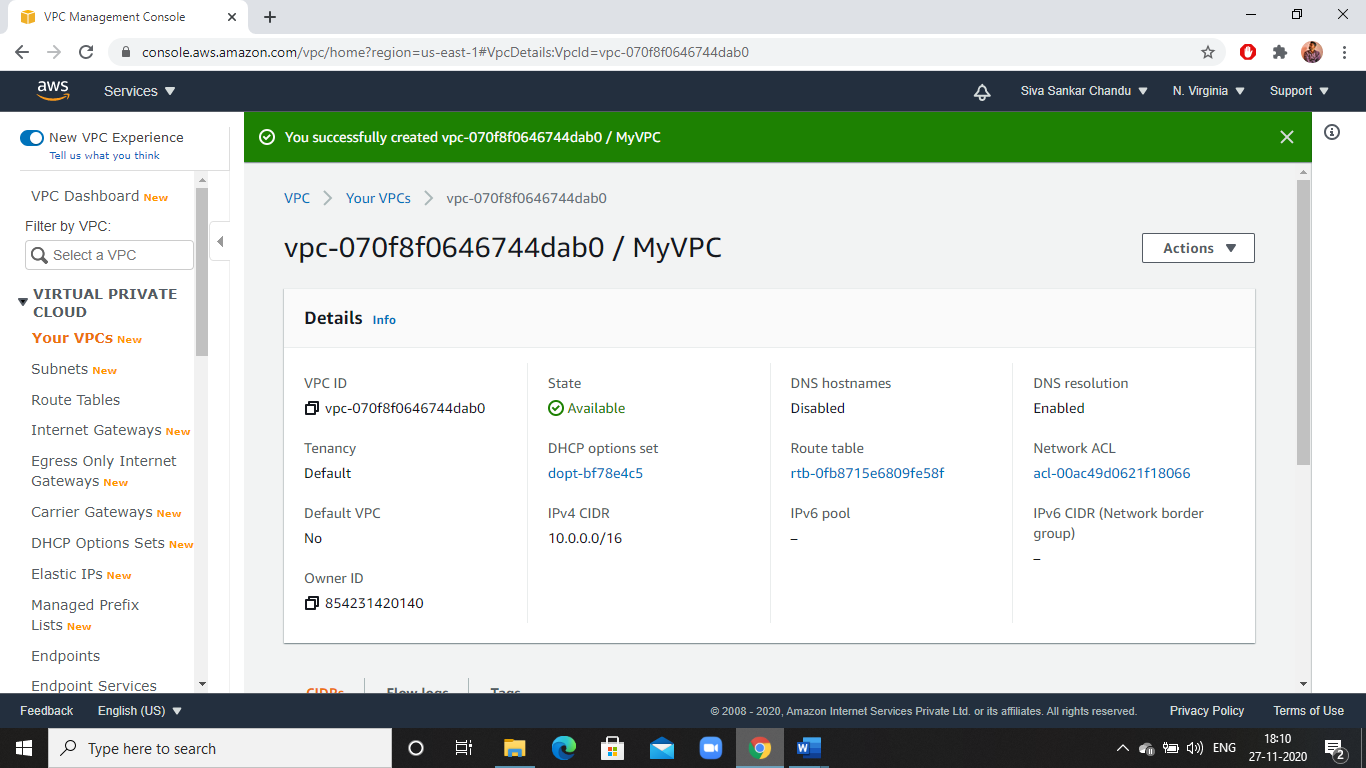 VPC Management Console
console.aws.amazon.com/vpc/home?region=us-east-1#VpcDetails:VpcId=vpc-070f8f0646744dab0
aws Services Siva Sankar Chandu N. Virginia Support
New VPC Experience
Tell us what you think
You successfully created vpc-070f8f0646744dab0 / MyVPC
VPC Dashboard New
Filter by VPC:
Select a VPC
VIRTUAL PRIVATE
CLOUD
Your VPCs New
Subnets New
Route Tables
Internet Gateways New
Egress Only Internet
Gateways New
Carrier Gateways New
DHCP Options Sets New
Elastic IPs New
Managed Prefix
Lists New
Endpoints
Endpoint Services
VPC Your VPCs vpc-070f8f0646744dab0
vpc-070f8f0646744dab0 / MyVPC
Actions
Details Info
VPC ID
vpc-070f8f0646744dab0
State
Available
DNS hostnames
Disabled
DNS resolution
Enabled
Tenancy
Default
DHCP options set
dopt-bf78e4c5
Route table
rtb-0fb8715e6809fe58f
Network ACL
acl-00ac49d0621f18066
Default VPC
No
IPv4 CIDR
10.0.0.0/16
IPv6 pool
–
IPv6 CIDR (Network border
group)
–
Owner ID
854231420140
CIDRs Flow logs Tags
Feedback English (US) © 2008 - 2020, Amazon Internet Services Private Ltd. or its affiliates. All rights reserved. Privacy Policy Terms of Use
Type here to search
ENG
18:10
27-11-2020
2